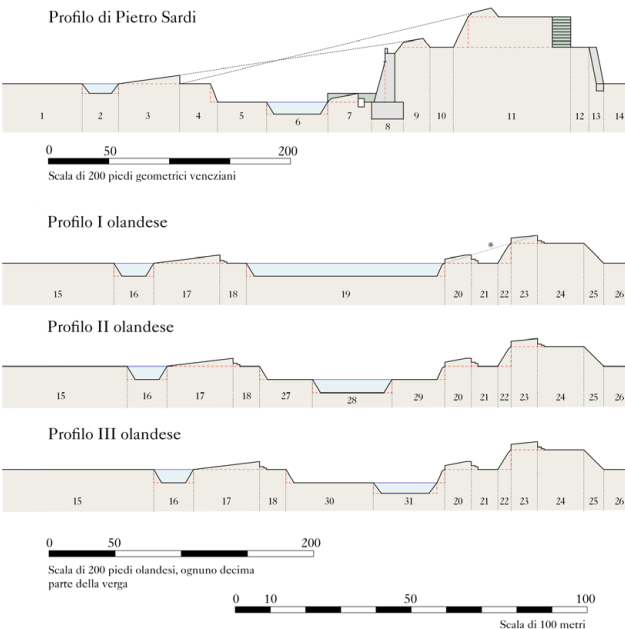 Profilo di Pietro Sardi
1 2 3 4 5 6 7 8 9 10 11 12 13 14
0 50 200
Scala di 200 piedi geometrici veneziani
Profilo I olandese
*
15 16 17 18 19 20 21 22 23 24 25 26
Profilo II olandese
15 16 17 18 27 28 29 20 21 22 23 24 25 26
Profilo III olandese
15 16 17 18 30 31 20 21 22 23 24 25 26
0 50 200
Scala di 200 piedi olandesi, ognuno decima
parte della verga
0 10 50 100
Scala di 100 metri